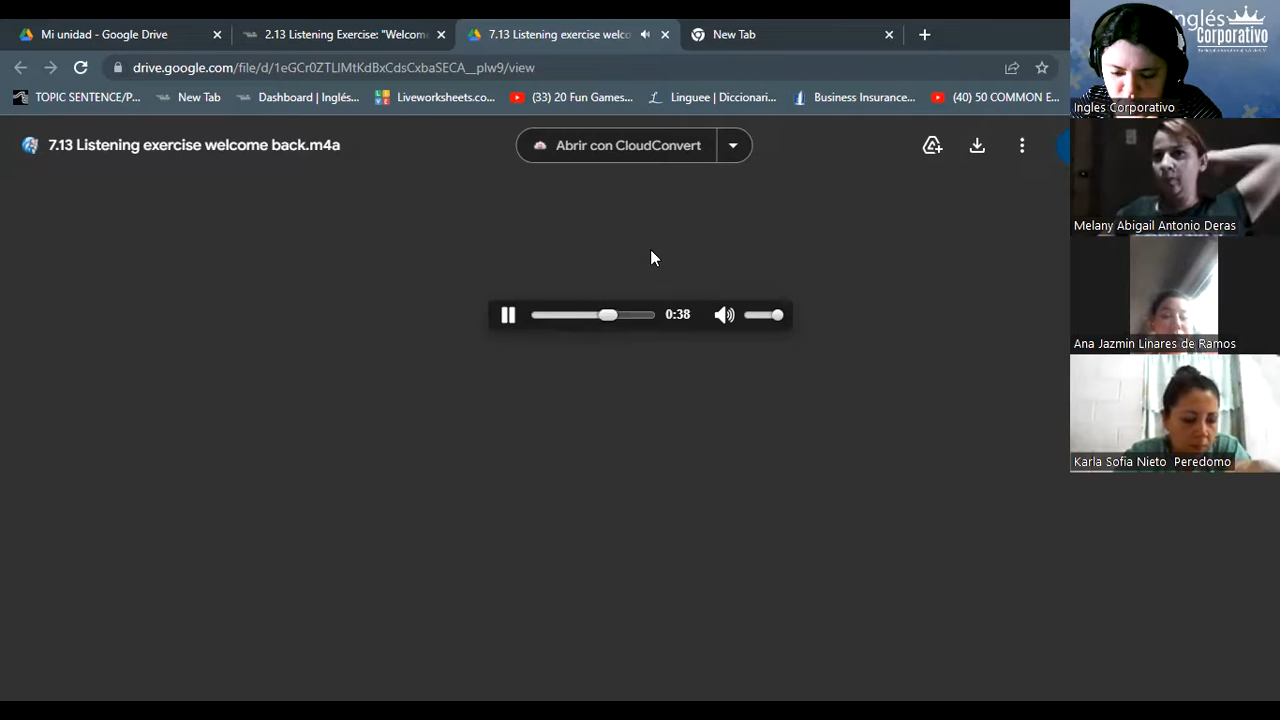 Mi unidad - Google Drive
2.13 Listening Exercise: "Welcom
7.13 Listening exercise welco
New Tab
drive.google.com/file/d/1eGCr0ZTLlMtKdBxCtsCxbaSECA__plw9/view
TOPIC SENTENCE/P...
New Tab
Dashboard | Inglés...
Liveworksheets.co...
(33) 20 Fun Games...
Linguee | Diccionari...
Business Insurance...
(40) 50 COMMON E...
7.13 Listening exercise welcome back.m4a
Abrir con CloudConvert
0:38
Inglés
Corporativo
Ingles Corporativo
Melany Abigail Antonio Deras
Ana Jazmin Linares de Ramos
Karla Sofia Nieto Peredomo